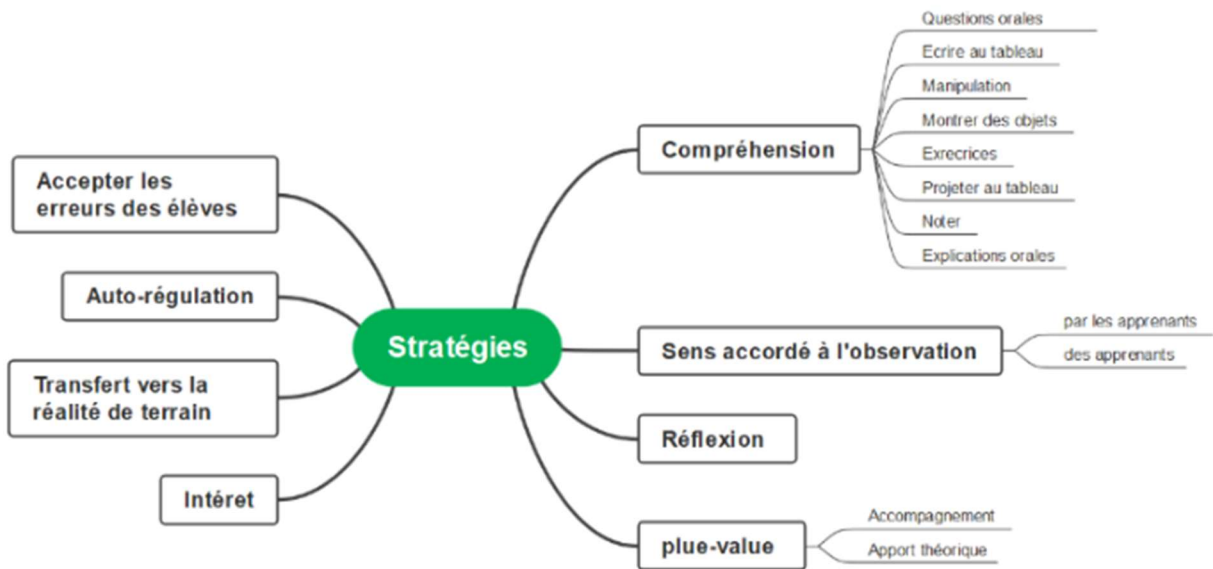 Stratégies
Accepter les
erreurs des élèves
Auto-régulation
Transfert vers la
réalité de terrain
Intéret
Compréhension
Questions orales
Ecrire au tableau
Manipulation
Montrer des objets
Exrecrices
Projeter au tableau
Noter
Explications orales
Sens accordé à l'observation
par les apprenants
des apprenants
Réflexion
plue-value
Accompagnement
Apport théorique